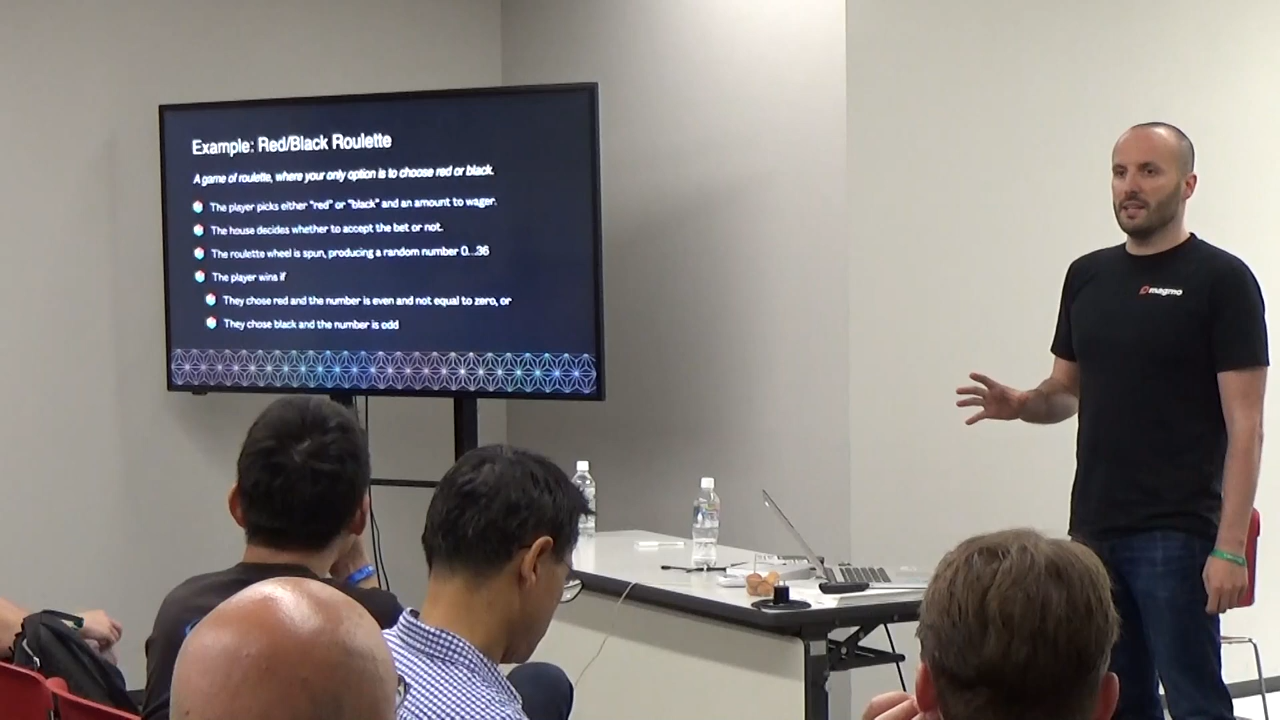 Example: Red/Black Roulette
A game of roulette, where your only option is to choose red or black.
The player picks either "red" or "black" and an amount to wager.
The house decides whether to accept the bet or not.
The roulette wheel is spun, producing a random number 0...36
The player wins if
They chose red and the number is even and not equal to zero, or
They chose black and the number is odd
magmo